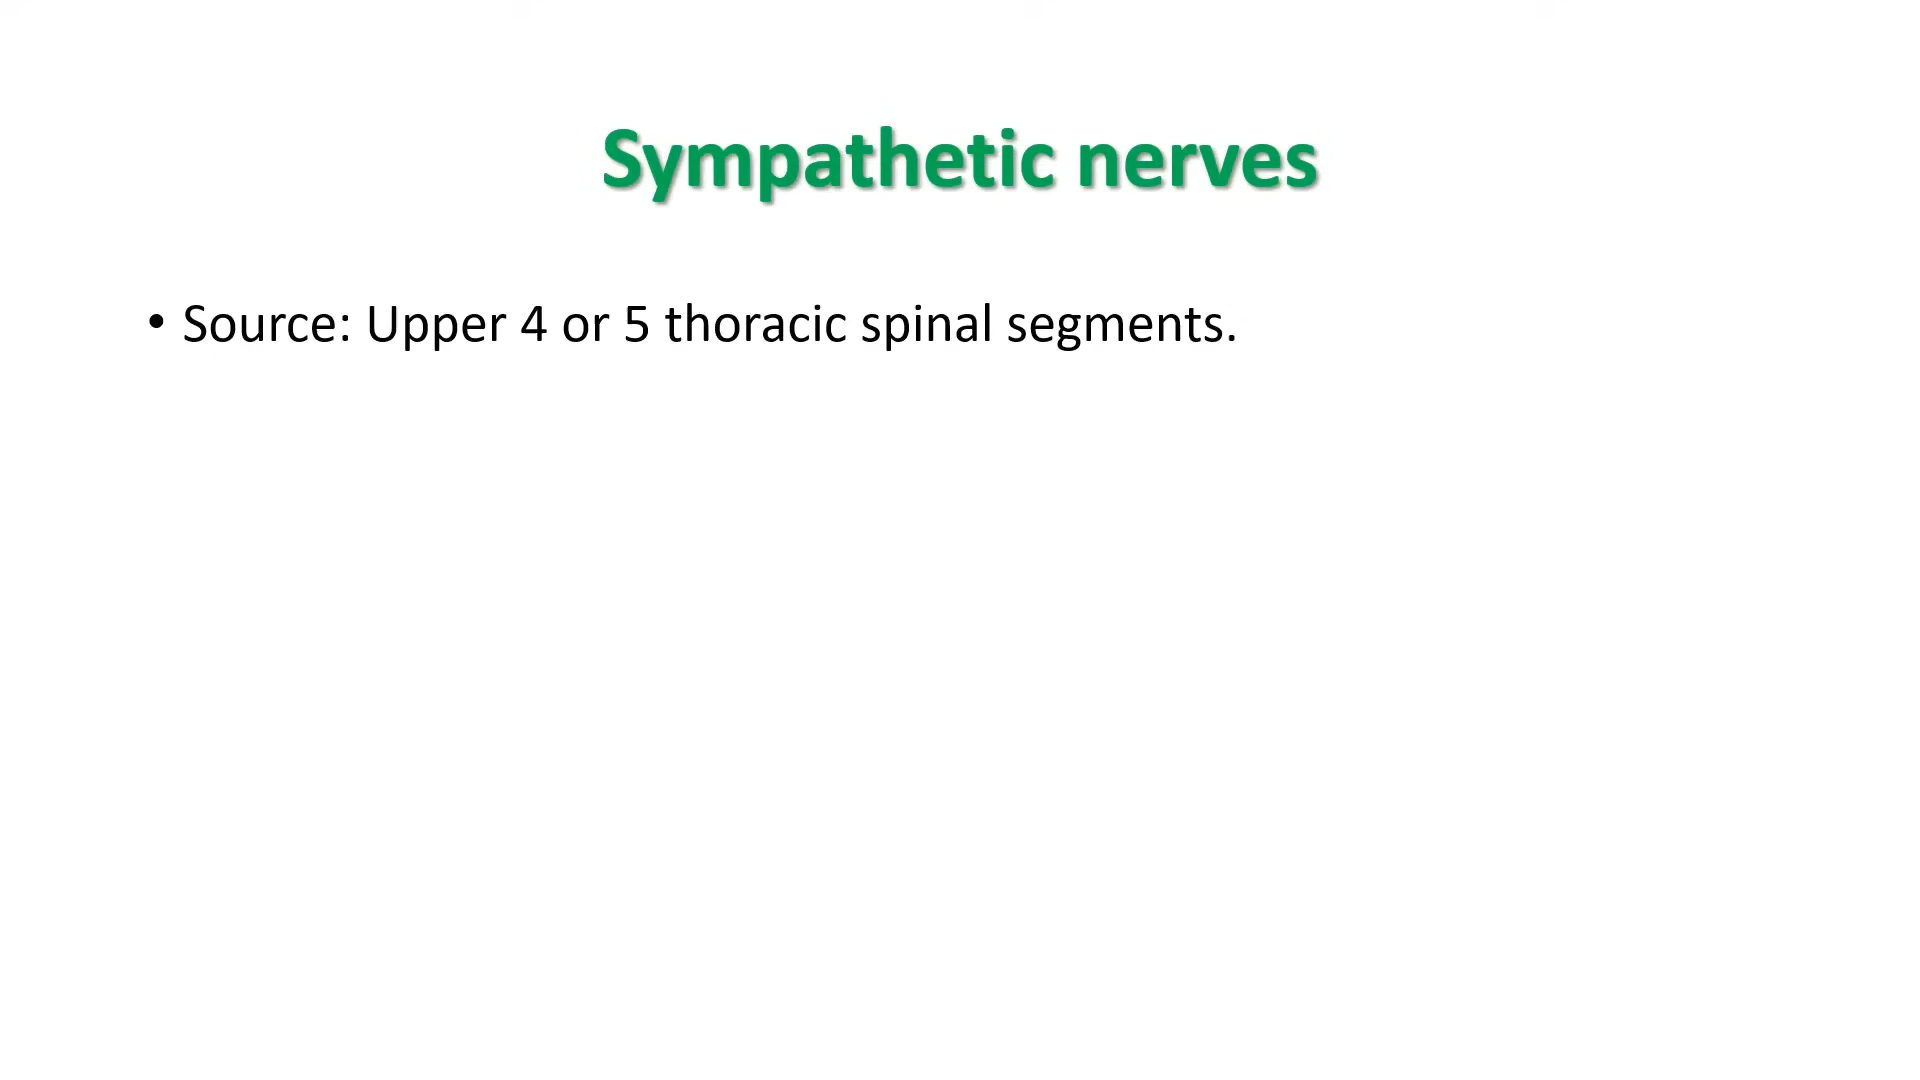 Sympathetic nerves
• Source: Upper 4 or 5 thoracic spinal segments.